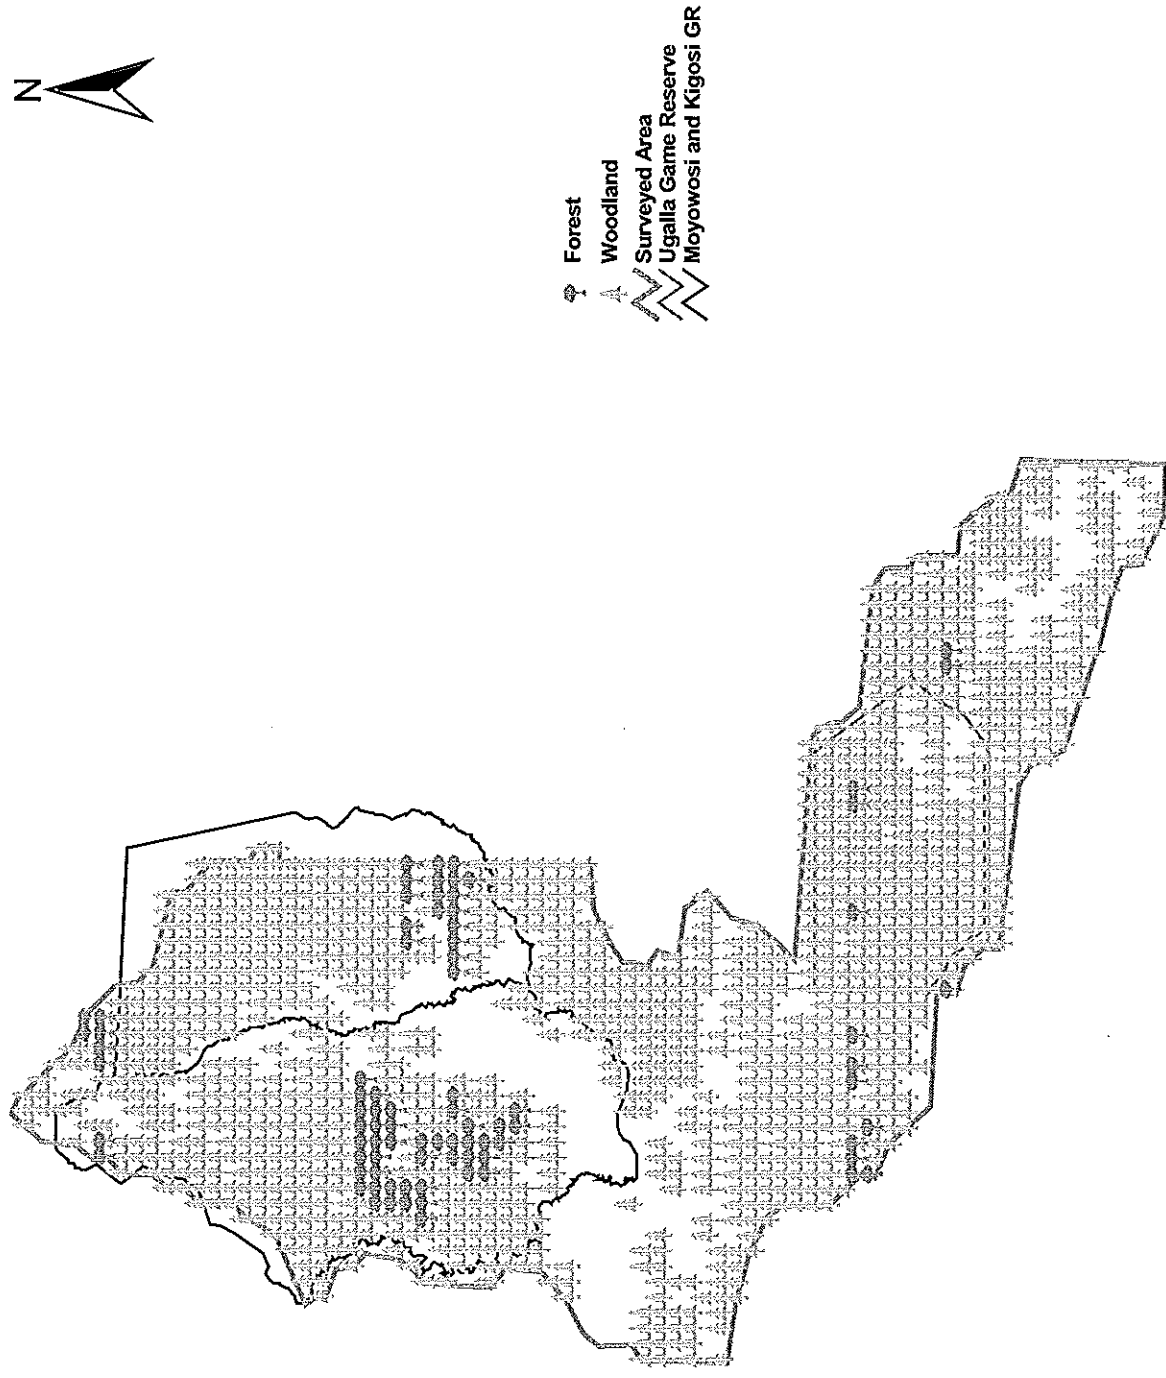 N
Forest
Woodland
Surveyed Area
Ugalla Game Reserve
Moyowosi and Kigosi GR